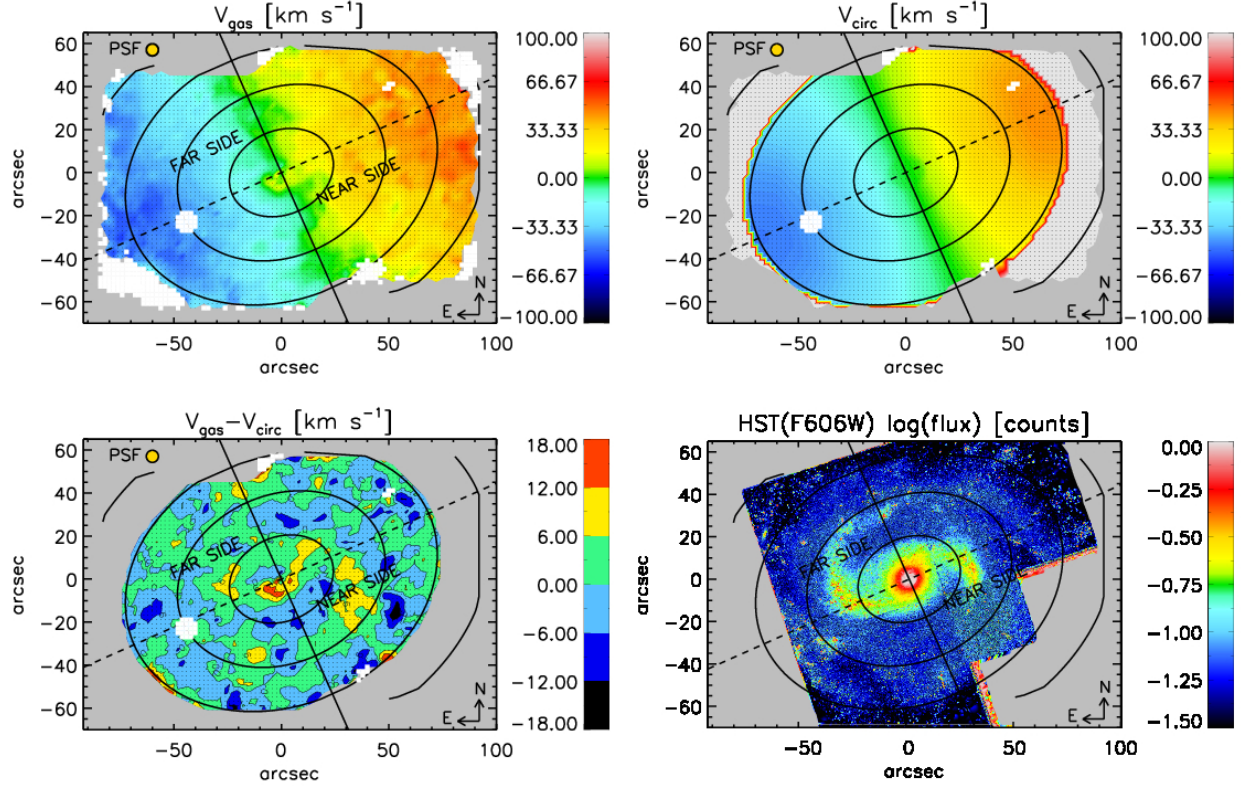 V_gas [km s⁻¹]
PSF
FAR SIDE
NEAR SIDE
N
E
60
40
20
0
−20
−40
−60
arcsec
−50
0
50
100
arcsec
100.00
66.67
33.33
0.00
−33.33
−66.67
−100.00
V_circ [km s⁻¹]
PSF
N
E
60
40
20
0
−20
−40
−60
arcsec
−50
0
50
100
arcsec
100.00
66.67
33.33
0.00
−33.33
−66.67
−100.00
V_gas−V_circ [km s⁻¹]
PSF
FAR SIDE
NEAR SIDE
N
E
60
40
20
0
−20
−40
−60
arcsec
−50
0
50
100
arcsec
18.00
12.00
6.00
0.00
−6.00
−12.00
−18.00
HST(F606W) log(flux) [counts]
FAR SIDE
NEAR SIDE
N
E
60
40
20
0
−20
−40
−60
arcsec
−50
0
50
100
arcsec
0.00
−0.25
−0.50
−0.75
−1.00
−1.25
−1.50